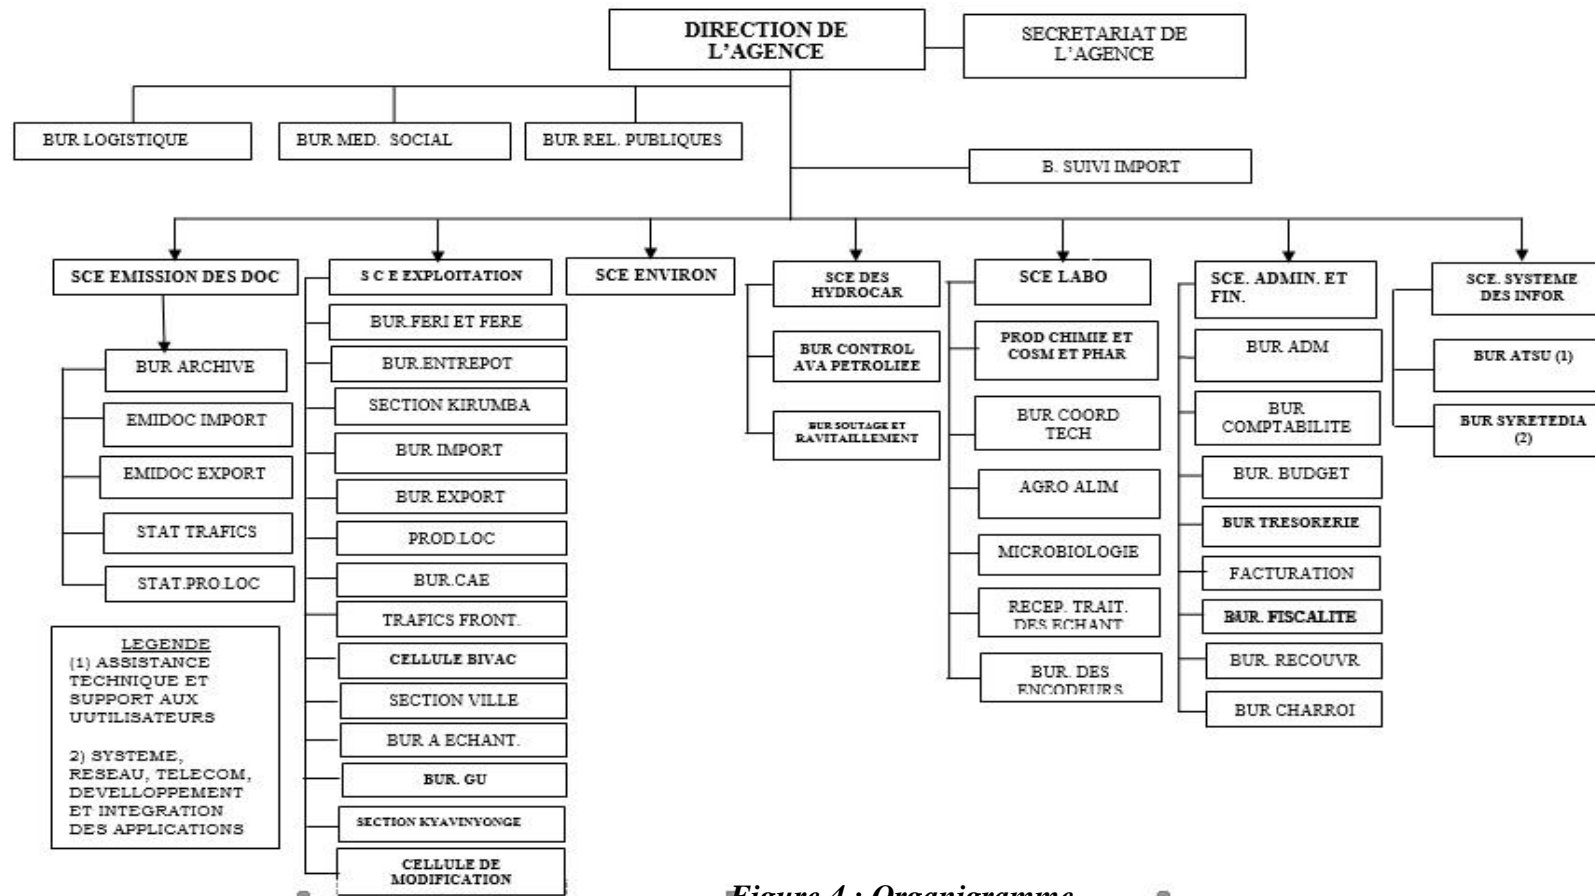 DIRECTION DE
L'AGENCE
SECRETARIAT DE
L'AGENCE
BUR LOGISTIQUE
BUR MED. SOCIAL
BUR REL. PUBLIQUES
B. SUIVI IMPORT
SCE EMISSION DES DOC
BUR ARCHIVE
EMIDOC IMPORT
EMIDOC EXPORT
STAT TRAFICS
STAT.PRO.LOC
S C E EXPLOITATION
BUR.FERI ET FERE
BUR.ENTREPOT
SECTION KIRUMBA
BUR IMPORT
BUR EXPORT
PROD.LOC
BUR.CAE
TRAFICS FRONT.
CELLULE BIVAC
SECTION VILLE
BUR A ECHANT.
BUR. GU
SECTION KYAVINYONGE
CELLULE DE
MODIFICATION
SCE ENVIRON
SCE DES
HYDROCAR
BUR CONTROL
AVA PETROLIEE
BUR SOUTAGE ET
RAVITAILLEMENT
SCE LABO
PROD CHIMIE ET
COSM ET PHAR
BUR COORD
TECH
AGRO ALIM
MICROBIOLOGIE
RECEP. TRAIT.
DES ECHANT
BUR. DES
ENCODEURS
SCE. ADMIN. ET
FIN.
BUR ADM
BUR
COMPTABILITE
BUR. BUDGET
BUR TRESORERIE
FACTURATION
BUR. FISCALITE
BUR. RECOUVR
BUR CHARROI
SCE. SYSTEME
DES INFOR
BUR ATSU (1)
BUR SYRETEDIA
(2)
LEGENDE
(1) ASSISTANCE
TECHNIQUE ET
SUPPORT AUX
UUTILISATEURS
2) SYSTEME,
RESEAU, TELECOM,
DEVELLOPPEMENT
ET INTEGRATION
DES APPLICATIONS
Figure 4 : Organigramme